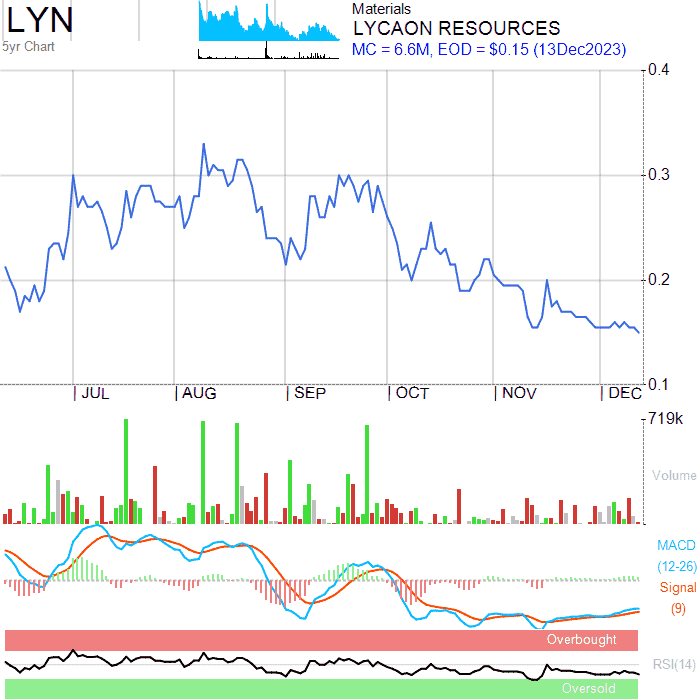 LYN
5yr Chart
Materials
LYCAON RESOURCES
MC = 6.6M, EOD = $0.15 (13Dec2023)
0.4
0.3
0.2
0.1
JUL AUG SEP OCT NOV DEC
719k
Volume
MACD
(12-26)
Signal
(9)
Overbought
RSI(14)
Oversold